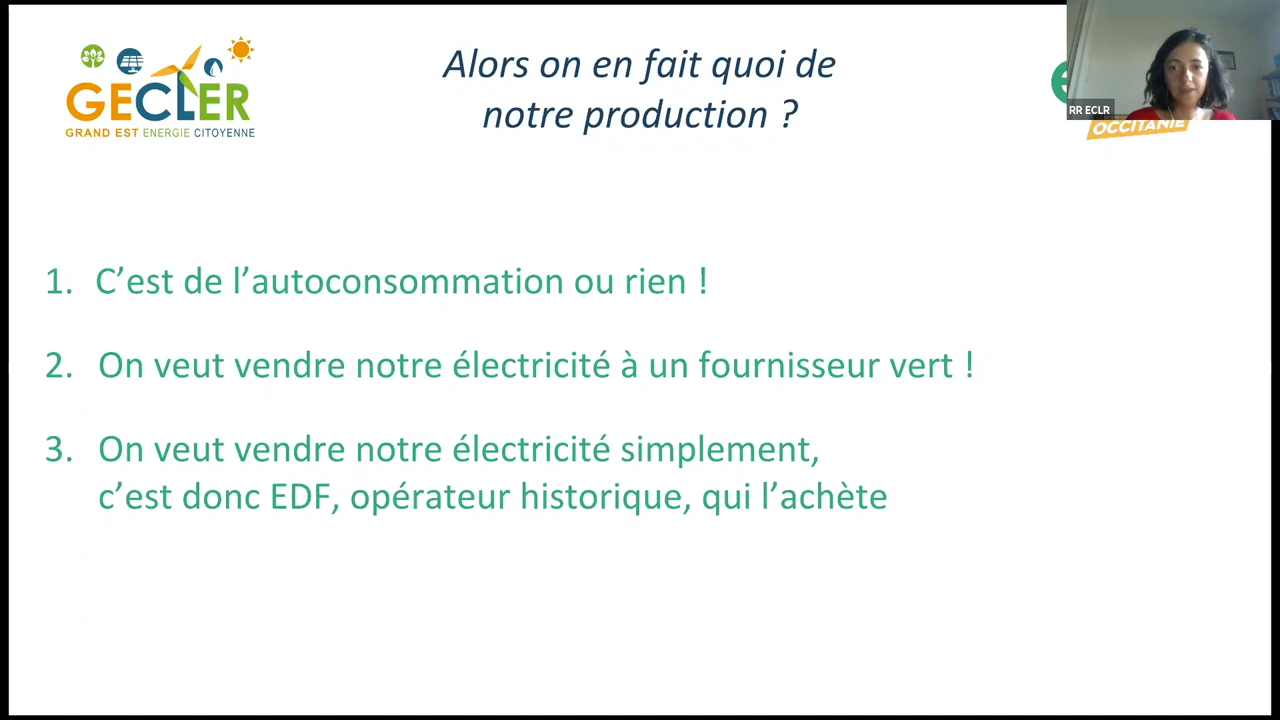 GECLER
GRAND EST ENERGIE CITOYENNE
Alors on en fait quoi de
notre production ?
RR ECLR
OCCITANIE
1. C’est de l’autoconsommation ou rien !
2. On veut vendre notre électricité à un fournisseur vert !
3. On veut vendre notre électricité simplement,
c’est donc EDF, opérateur historique, qui l’achète